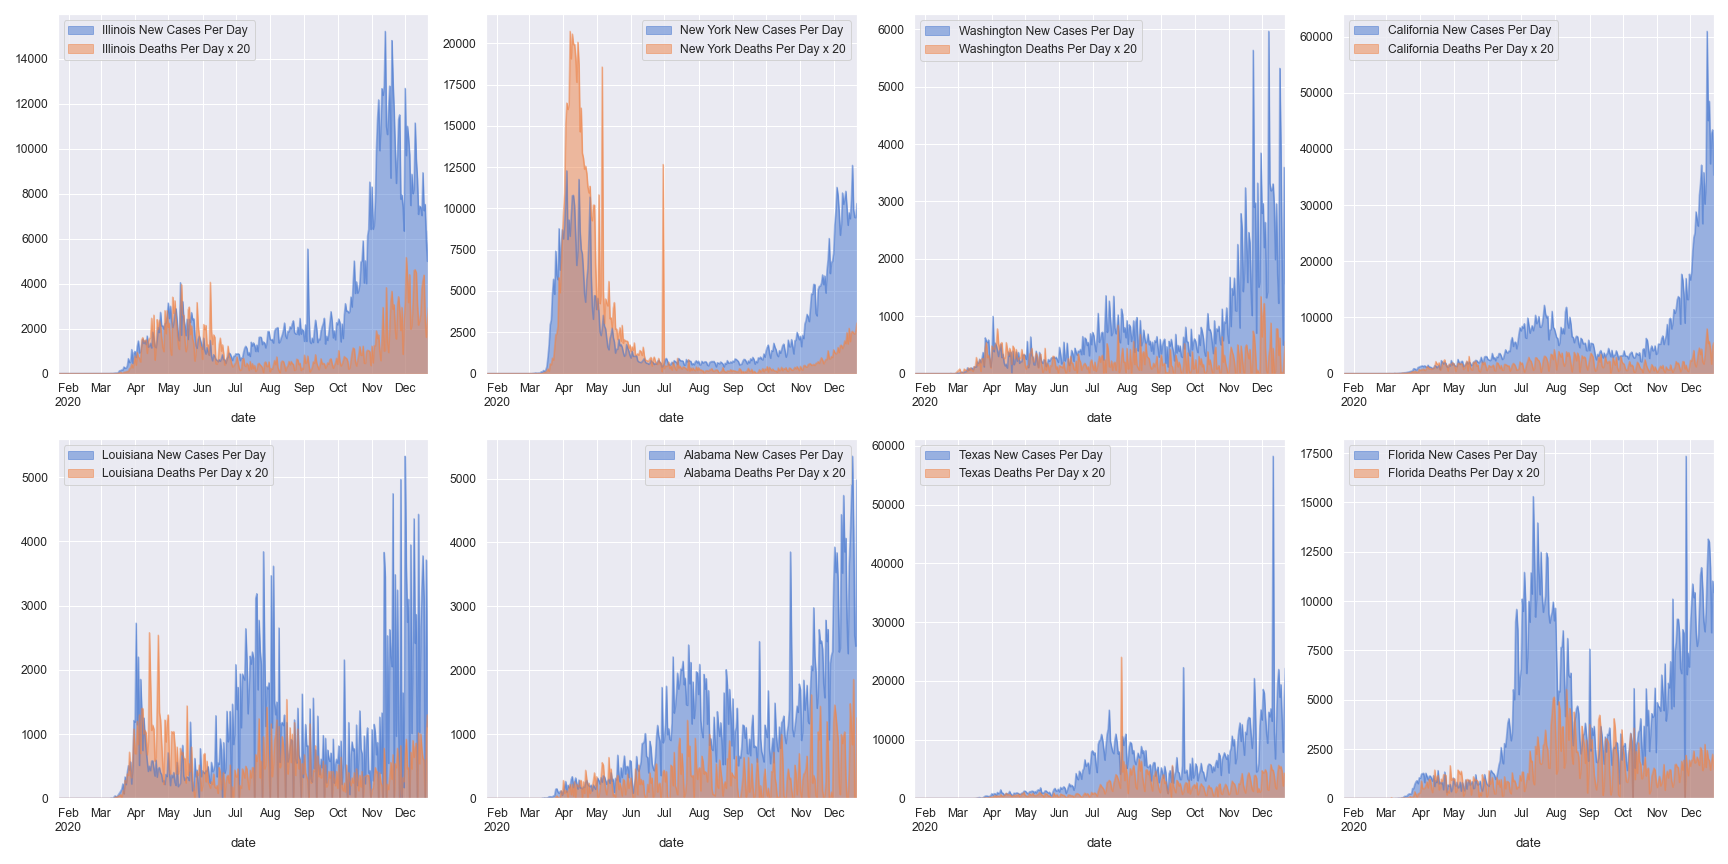 Illinois New Cases Per Day
Illinois Deaths Per Day x 20
14000
12000
10000
8000
6000
4000
2000
0
Feb Mar Apr May Jun Jul Aug Sep Oct Nov Dec
2020
date
New York New Cases Per Day
New York Deaths Per Day x 20
20000
17500
15000
12500
10000
7500
5000
2500
0
Feb Mar Apr May Jun Jul Aug Sep Oct Nov Dec
2020
date
Washington New Cases Per Day
Washington Deaths Per Day x 20
6000
5000
4000
3000
2000
1000
0
Feb Mar Apr May Jun Jul Aug Sep Oct Nov Dec
2020
date
California New Cases Per Day
California Deaths Per Day x 20
60000
50000
40000
30000
20000
10000
0
Feb Mar Apr May Jun Jul Aug Sep Oct Nov Dec
2020
date
Louisiana New Cases Per Day
Louisiana Deaths Per Day x 20
5000
4000
3000
2000
1000
0
Feb Mar Apr May Jun Jul Aug Sep Oct Nov Dec
2020
date
Alabama New Cases Per Day
Alabama Deaths Per Day x 20
5000
4000
3000
2000
1000
0
Feb Mar Apr May Jun Jul Aug Sep Oct Nov Dec
2020
date
Texas New Cases Per Day
Texas Deaths Per Day x 20
60000
50000
40000
30000
20000
10000
0
Feb Mar Apr May Jun Jul Aug Sep Oct Nov Dec
2020
date
Florida New Cases Per Day
Florida Deaths Per Day x 20
17500
15000
12500
10000
7500
5000
2500
0
Feb Mar Apr May Jun Jul Aug Sep Oct Nov Dec
2020
date